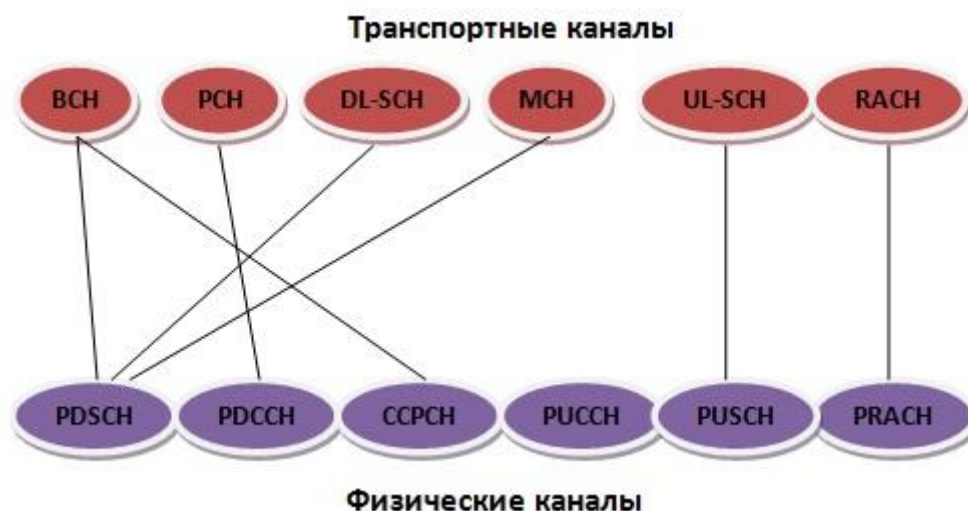 Транспортные каналы
BCH PCH DL-SCH MCH UL-SCH RACH
PDSCH PDCCH CCPCH PUCCH PUSCH PRACH
Физические каналы